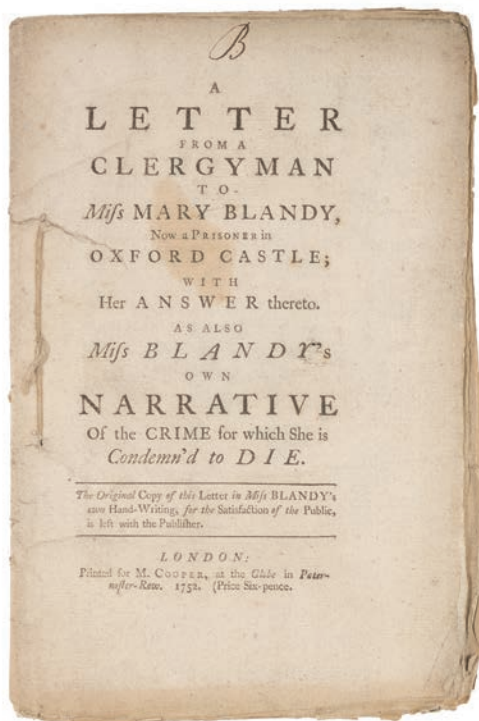 B
A
LETTER
FROM A
CLERGYMAN
TO
Miſs MARY BLANDY,
Now a PRISONER in
OXFORD CASTLE;
WITH
Her ANSWER thereto.
AS ALSO
Miſs BLANDY's
OWN
NARRATIVE
Of the CRIME for which She is
Condemn'd to DIE.
The Original Copy of this Letter in Miſs BLANDY's
own Hand-Writing, for the Satisfaction of the Public,
is left with the Publiſher.
LONDON:
Printed for M. COOPER, at the Globe in Pater-
noſter-Row. 1752. (Price Six-pence.